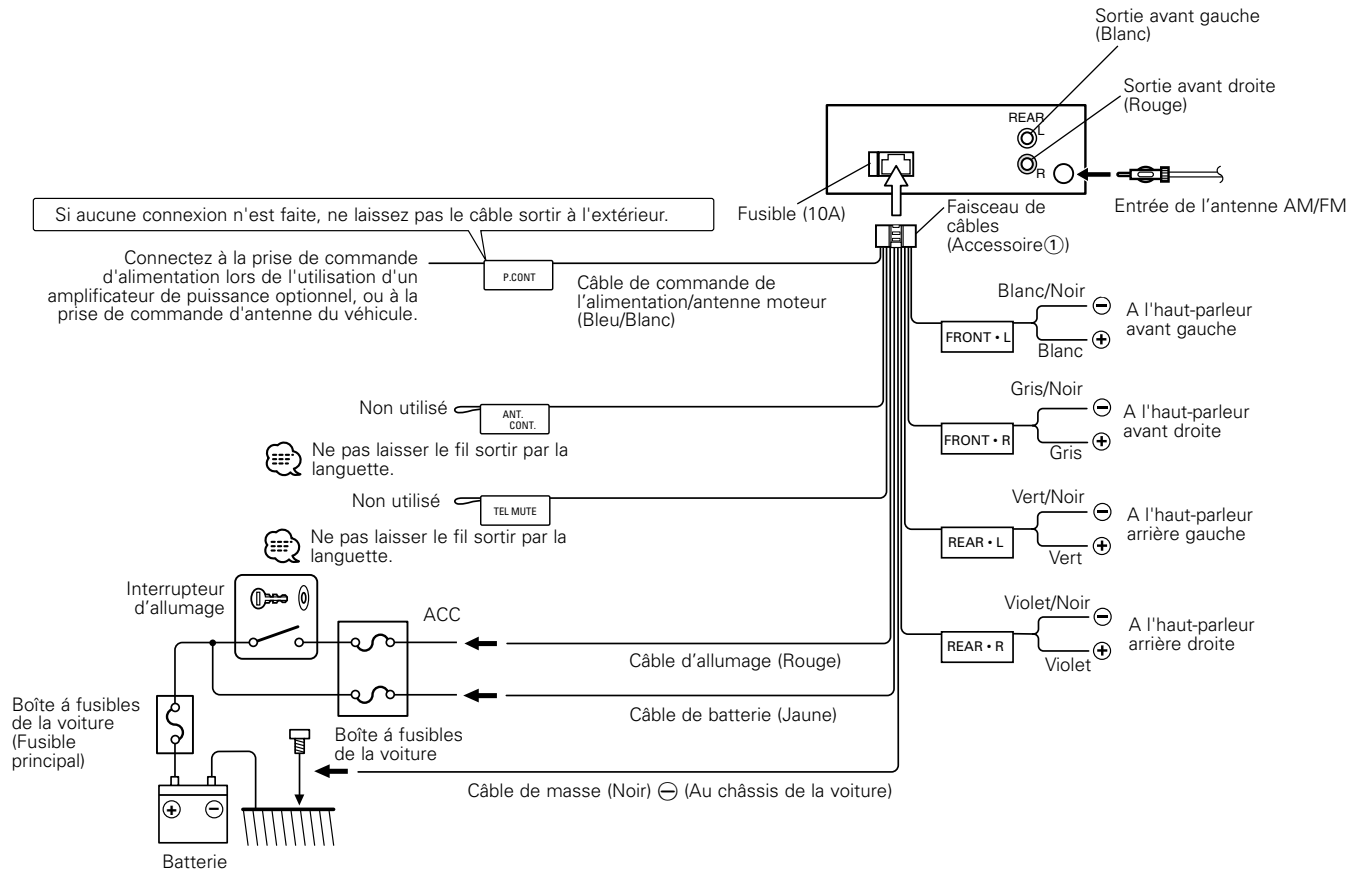 Sortie avant gauche
(Blanc)
Sortie avant droite
(Rouge)
REAR
L
R
Fusible (10A)
Faisceau de
câbles
(Accessoire①)
Entrée de l'antenne AM/FM
Si aucune connexion n'est faite, ne laissez pas le câble sortir à l'extérieur.
Connectez à la prise de commande
d'alimentation lors de l'utilisation d'un
amplificateur de puissance optionnel, ou à la
prise de commande d'antenne du véhicule.
P.CONT
Câble de commande de
l'alimentation/antenne moteur
(Bleu/Blanc)
Blanc/Noir
⊖
A l'haut-parleur
avant gauche
FRONT • L
Blanc
⊕
Gris/Noir
⊖
A l'haut-parleur
avant droite
FRONT • R
Gris
⊕
Non utilisé
ANT.
CONT.
Ne pas laisser le fil sortir par la
languette.
Non utilisé
TEL MUTE
Ne pas laisser le fil sortir par la
languette.
Vert/Noir
⊖
A l'haut-parleur
arrière gauche
REAR • L
Vert
⊕
Violet/Noir
⊖
A l'haut-parleur
arrière droite
REAR • R
Violet
⊕
Interrupteur
d'allumage
ACC
Câble d'allumage (Rouge)
Câble de batterie (Jaune)
Boîte á fusibles
de la voiture
(Fusible
principal)
Boîte á fusibles
de la voiture
Câble de masse (Noir) ⊖ (Au châssis de la voiture)
⊕ ⊖
Batterie